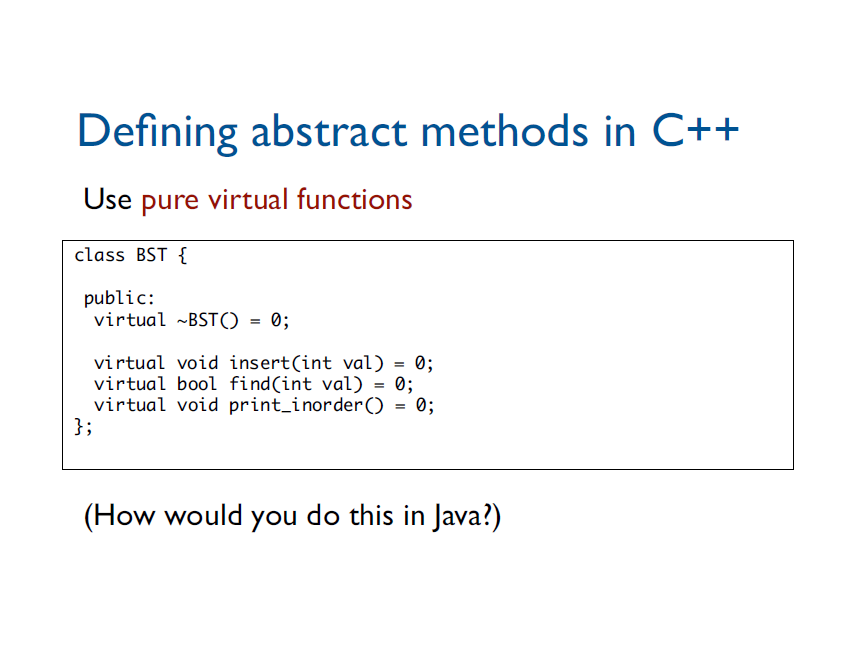 Defining abstract methods in C++
Use pure virtual functions
class BST {
public:
virtual ~BST() = 0;
virtual void insert(int val) = 0;
virtual bool find(int val) = 0;
virtual void print_inorder() = 0;
};
(How would you do this in Java?)